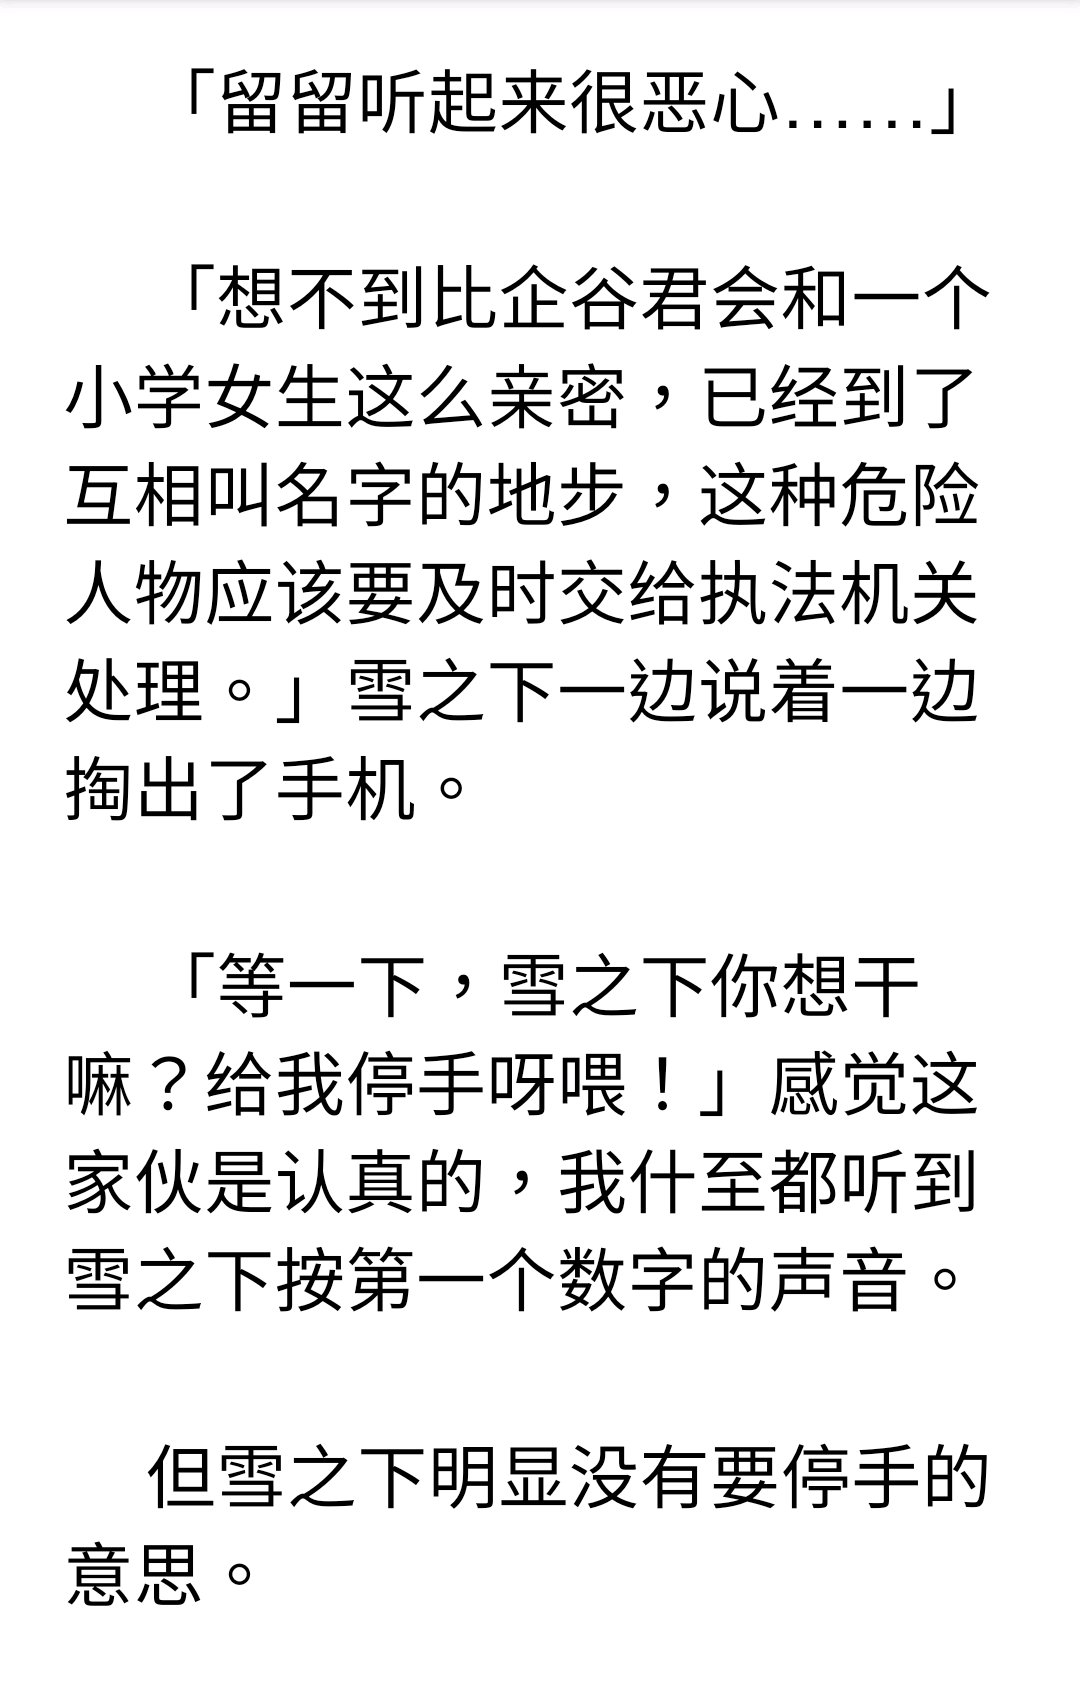 「留留听起来很恶心……」
「想不到比企谷君会和一个
小学女生这么亲密，已经到了
互相叫名字的地步，这种危险
人物应该要及时交给执法机关
处理。」雪之下一边说着一边
掏出了手机。
「等一下，雪之下你想干
嘛？给我停手呀喂！」感觉这
家伙是认真的，我什至都听到
雪之下按第一个数字的声音。
但雪之下明显没有要停手的
意思。